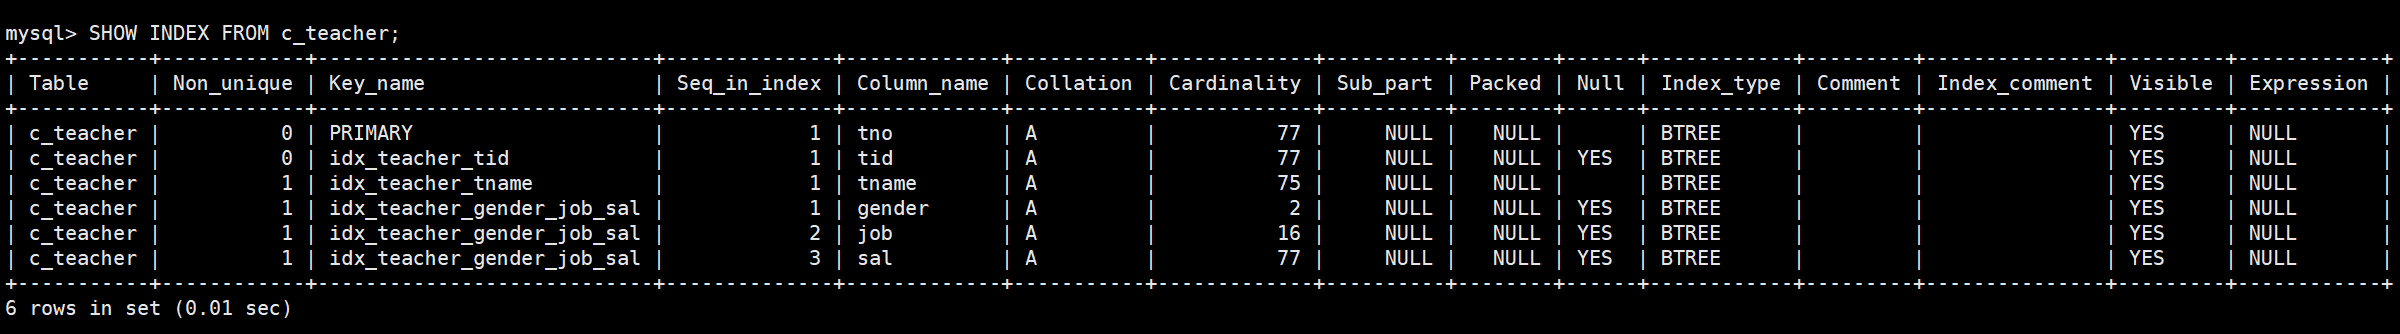 mysql> SHOW INDEX FROM c_teacher;
+-----------+------------+----------------------------+--------------+-------------+-----------+-------------+----------+--------+------+------------+---------+---------------+---------+------------+
| Table     | Non_unique | Key_name                   | Seq_in_index | Column_name | Collation | Cardinality | Sub_part | Packed | Null | Index_type | Comment | Index_comment | Visible | Expression |
+-----------+------------+----------------------------+--------------+-------------+-----------+-------------+----------+--------+------+------------+---------+---------------+---------+------------+
| c_teacher |          0 | PRIMARY                    |            1 | tno         | A         |          77 |     NULL |   NULL |      | BTREE      |         |               | YES     | NULL       |
| c_teacher |          0 | idx_teacher_tid            |            1 | tid         | A         |          77 |     NULL |   NULL | YES  | BTREE      |         |               | YES     | NULL       |
| c_teacher |          1 | idx_teacher_tname          |            1 | tname       | A         |          75 |     NULL |   NULL |      | BTREE      |         |               | YES     | NULL       |
| c_teacher |          1 | idx_teacher_gender_job_sal |            1 | gender      | A         |           2 |     NULL |   NULL | YES  | BTREE      |         |               | YES     | NULL       |
| c_teacher |          1 | idx_teacher_gender_job_sal |            2 | job         | A         |          16 |     NULL |   NULL | YES  | BTREE      |         |               | YES     | NULL       |
| c_teacher |          1 | idx_teacher_gender_job_sal |            3 | sal         | A         |          77 |     NULL |   NULL | YES  | BTREE      |         |               | YES     | NULL       |
+-----------+------------+----------------------------+--------------+-------------+-----------+-------------+----------+--------+------+------------+---------+---------------+---------+------------+
6 rows in set (0.01 sec)